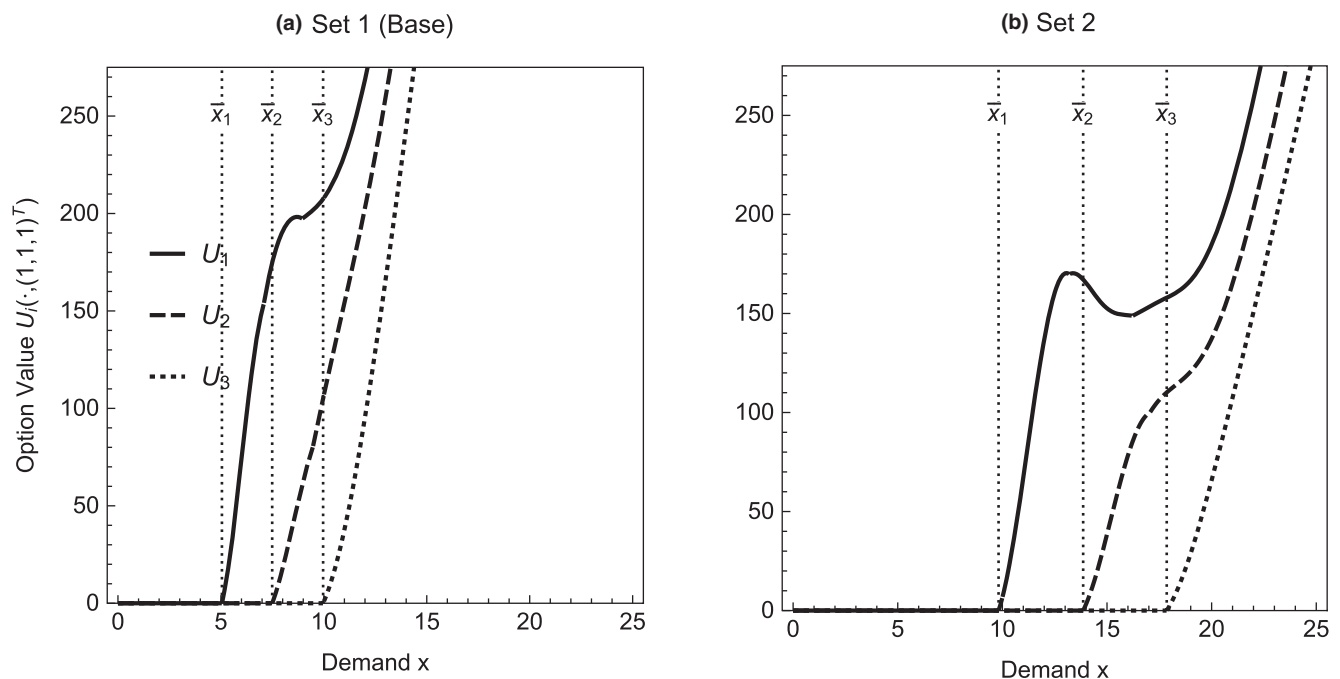 (a) Set 1 (Base)
Option Value Uᵢ(·,(1,1,1)ᵀ)
250
200
150
100
50
0
x̄₁
x̄₂
x̄₃
U₁
U₂
U₃
0
5
10
15
20
25
Demand x
(b) Set 2
250
200
150
100
50
0
x̄₁
x̄₂
x̄₃
0
5
10
15
20
25
Demand x